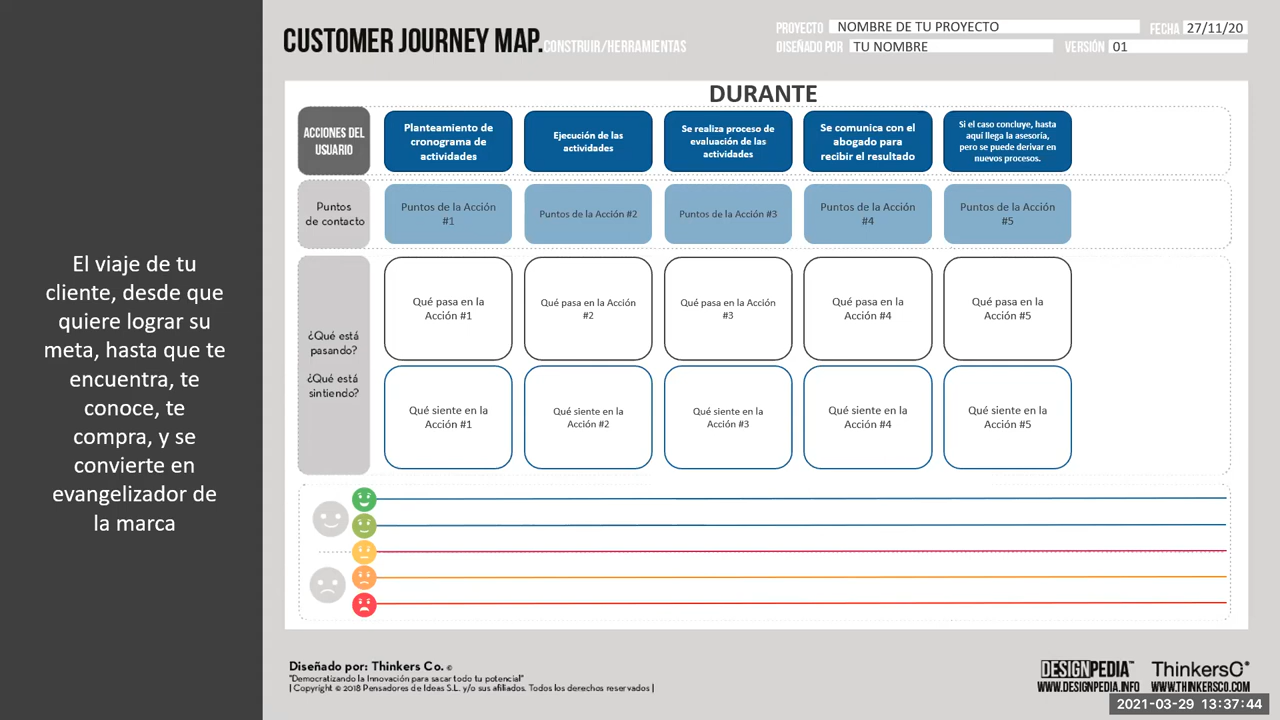 CUSTOMER JOURNEY MAP.
CONSTRUIR/HERRAMIENTAS
PROYECTO NOMBRE DE TU PROYECTO
FECHA 27/11/20
DISEÑADO POR TU NOMBRE
VERSIÓN 01
El viaje de tu
cliente, desde que
quiere lograr su
meta, hasta que te
encuentra, te
conoce, te
compra, y se
convierte en
evangelizador de
la marca
DURANTE
ACCIONES DEL
USUARIO
Planteamiento de
cronograma de
actividades
Ejecución de las
actividades
Se realiza proceso de
evaluación de las
actividades
Se comunica con el
abogado para
recibir el resultado
Si el caso concluye, hasta
aquí llega la asesoría,
pero se puede derivar en
nuevos procesos.
Puntos
de contacto
Puntos de la Acción
#1
Puntos de la Acción #2
Puntos de la Acción #3
Puntos de la Acción
#4
Puntos de la Acción
#5
¿Qué está
pasando?
Qué pasa en la
Acción #1
Qué pasa en la Acción
#2
Qué pasa en la Acción
#3
Qué pasa en la
Acción #4
Qué pasa en la
Acción #5
¿Qué está
sintiendo?
Qué siente en la
Acción #1
Qué siente en la
Acción #2
Qué siente en la
Acción #3
Qué siente en la
Acción #4
Qué siente en la
Acción #5
Diseñado por: Thinkers Co. ©
"Democratizando la Innovación para sacar todo tu potencial"
| Copyright © 2018 Pensadores de Ideas S.L. y/o sus afiliados. Todos los derechos reservados |
DESIGNPEDIA™
WWW.DESIGNPEDIA.INFO
ThinkersCo®
WWW.THINKERSCO.COM
2021-03-29 13:37:44